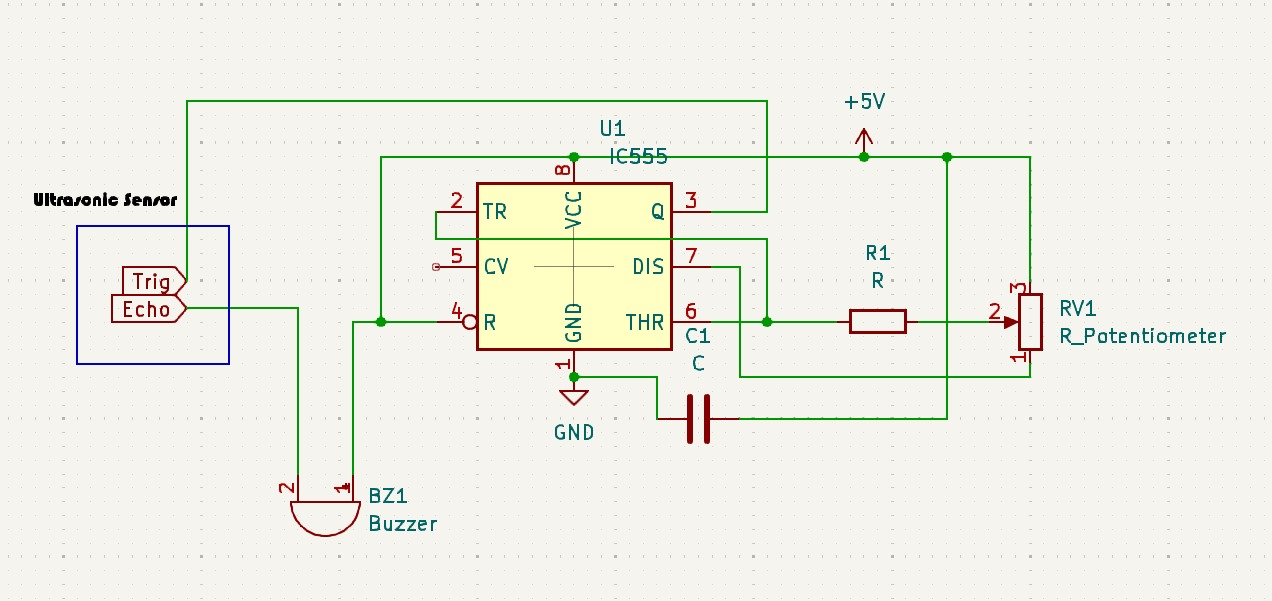 +5V
U1
IC555
8
Ultrasonic Sensor
2
TR
VCC
Q
3
5
CV
DIS
7
R1
R
Trig
Echo
4
R
GND
THR
6
2
3
RV1
R_Potentiometer
1
1
C1
C
GND
2
1
BZ1
Buzzer